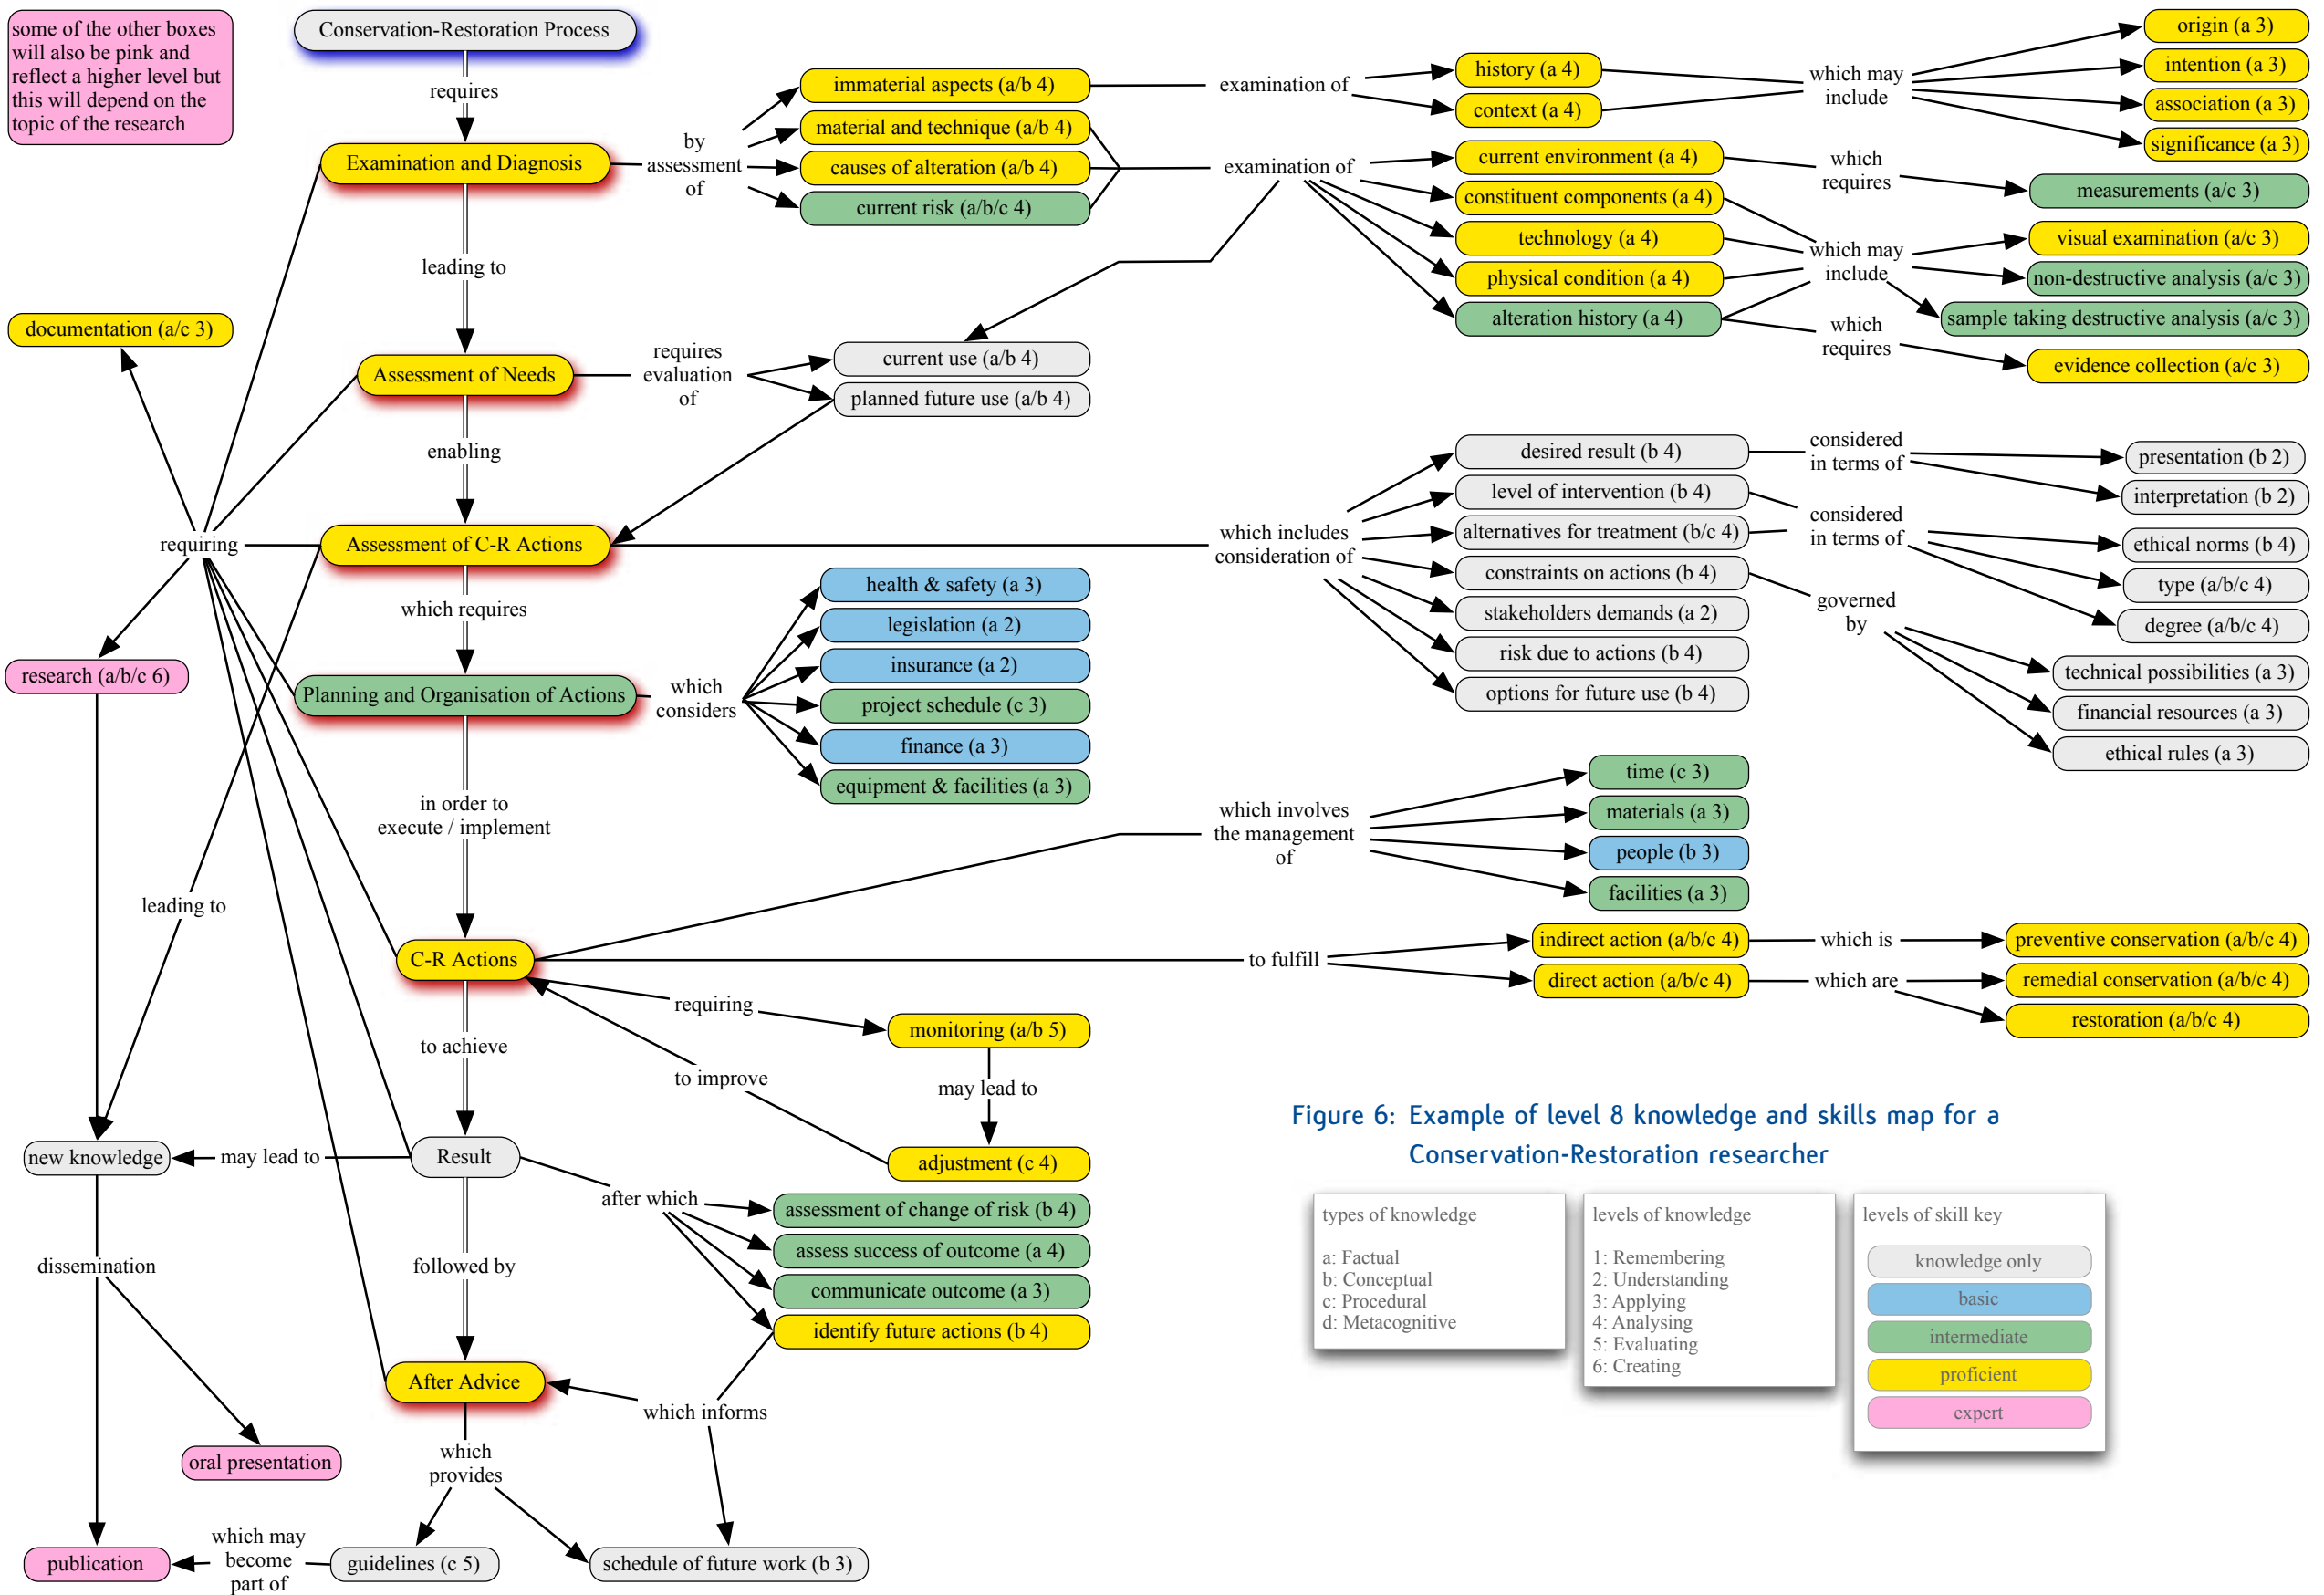 some of the other boxes
will also be pink and
reflect a higher level but
this will depend on the
topic of the research
Conservation-Restoration Process
requires
Examination and Diagnosis
by
assessment
of
immaterial aspects (a/b 4)
material and technique (a/b 4)
causes of alteration (a/b 4)
current risk (a/b/c 4)
examination of
history (a 4)
context (a 4)
which may
include
origin (a 3)
intention (a 3)
association (a 3)
significance (a 3)
examination of
current environment (a 4)
constituent components (a 4)
technology (a 4)
physical condition (a 4)
alteration history (a 4)
which
requires
measurements (a/c 3)
which may
include
visual examination (a/c 3)
non-destructive analysis (a/c 3)
sample taking destructive analysis (a/c 3)
which
requires
evidence collection (a/c 3)
leading to
documentation (a/c 3)
Assessment of Needs
requires
evaluation
of
current use (a/b 4)
planned future use (a/b 4)
enabling
requiring
Assessment of C-R Actions
which includes
consideration of
desired result (b 4)
level of intervention (b 4)
alternatives for treatment (b/c 4)
constraints on actions (b 4)
stakeholders demands (a 2)
risk due to actions (b 4)
options for future use (b 4)
considered
in terms of
presentation (b 2)
interpretation (b 2)
considered
in terms of
ethical norms (b 4)
type (a/b/c 4)
degree (a/b/c 4)
governed
by
technical possibilities (a 3)
financial resources (a 3)
ethical rules (a 3)
which requires
research (a/b/c 6)
Planning and Organisation of Actions
which
considers
health & safety (a 3)
legislation (a 2)
insurance (a 2)
project schedule (c 3)
finance (a 3)
equipment & facilities (a 3)
in order to
execute / implement
which involves
the management
of
time (c 3)
materials (a 3)
people (b 3)
facilities (a 3)
leading to
C-R Actions
to fulfill
indirect action (a/b/c 4)
direct action (a/b/c 4)
which is
preventive conservation (a/b/c 4)
which are
remedial conservation (a/b/c 4)
restoration (a/b/c 4)
requiring
monitoring (a/b 5)
to achieve
to improve
may lead to
adjustment (c 4)
new knowledge
may lead to
Result
after which
assessment of change of risk (b 4)
assess success of outcome (a 4)
communicate outcome (a 3)
identify future actions (b 4)
dissemination
followed by
After Advice
which informs
oral presentation
which
provides
publication
which may
become
part of
guidelines (c 5)
schedule of future work (b 3)
Figure 6: Example of level 8 knowledge and skills map for a
Conservation-Restoration researcher
types of knowledge
a: Factual
b: Conceptual
c: Procedural
d: Metacognitive
levels of knowledge
1: Remembering
2: Understanding
3: Applying
4: Analysing
5: Evaluating
6: Creating
levels of skill key
knowledge only
basic
intermediate
proficient
expert